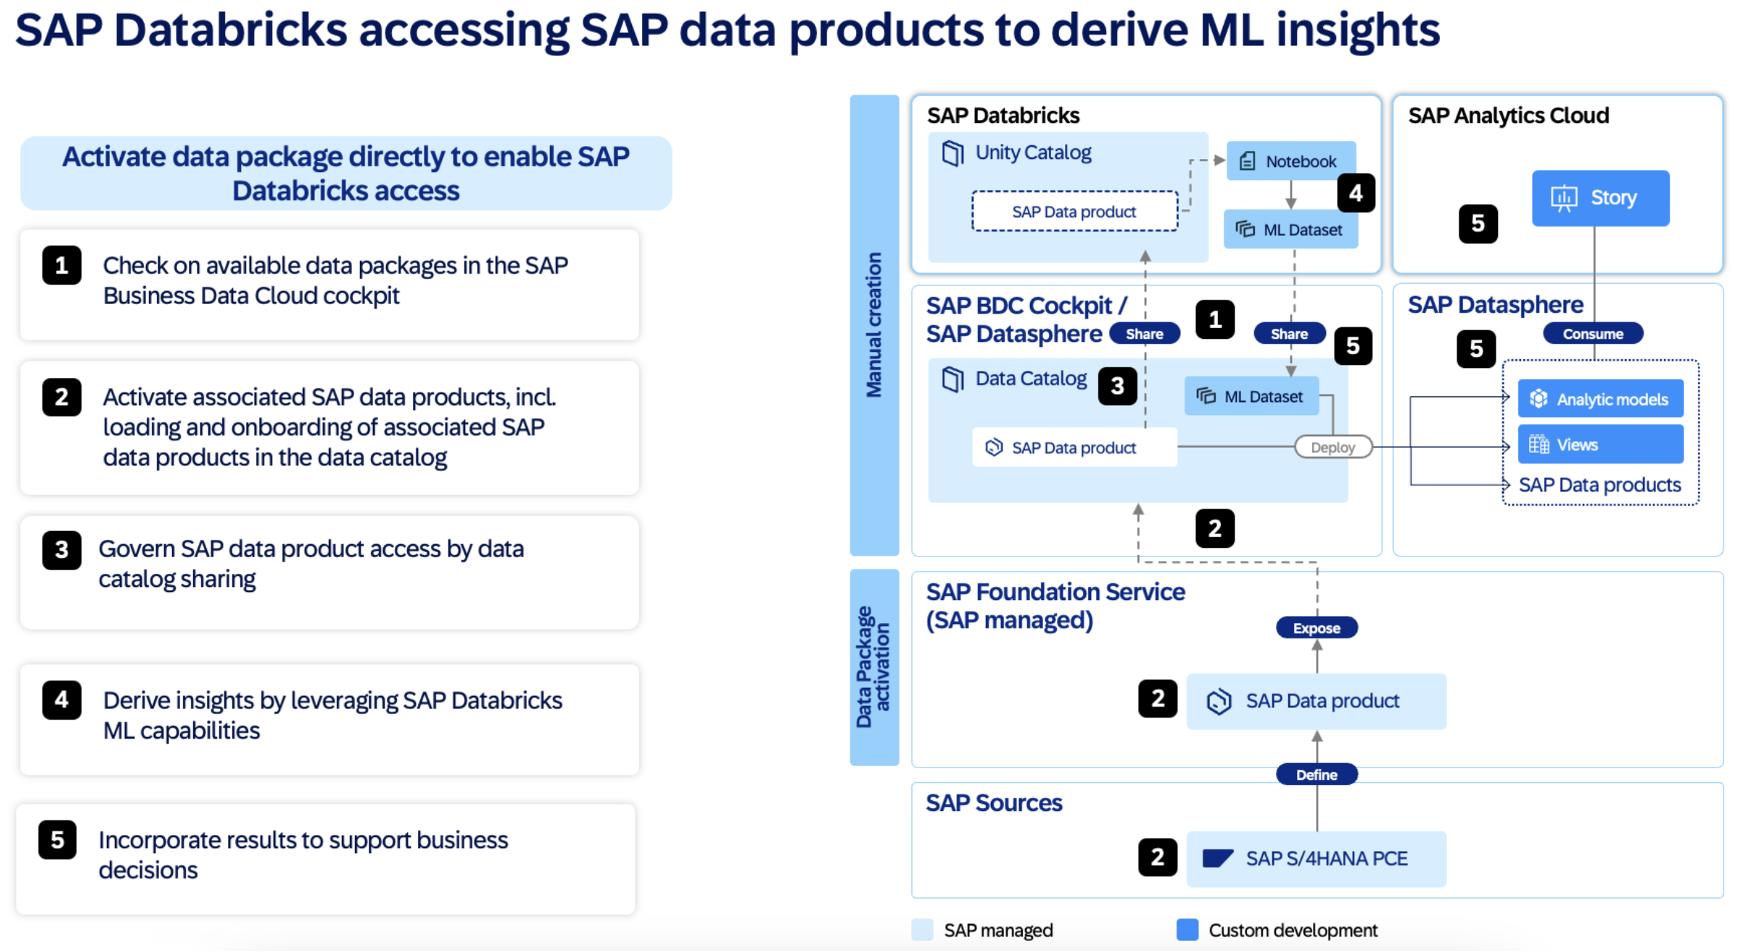 SAP Databricks accessing SAP data products to derive ML insights
Activate data package directly to enable SAP
Databricks access
1
Check on available data packages in the SAP
Business Data Cloud cockpit
2
Activate associated SAP data products, incl.
loading and onboarding of associated SAP
data products in the data catalog
3
Govern SAP data product access by data
catalog sharing
4
Derive insights by leveraging SAP Databricks
ML capabilities
5
Incorporate results to support business
decisions
Manual creation
SAP Databricks
Unity Catalog
SAP Data product
Notebook
4
ML Dataset
SAP Analytics Cloud
Story
5
SAP BDC Cockpit /
SAP Datasphere
Share
1
Share
5
Data Catalog
3
ML Dataset
SAP Data product
Deploy
2
SAP Datasphere
Consume
5
Analytic models
Views
SAP Data products
Data Package
activation
SAP Foundation Service
(SAP managed)
Expose
2
SAP Data product
Define
SAP Sources
2
SAP S/4HANA PCE
SAP managed
Custom development